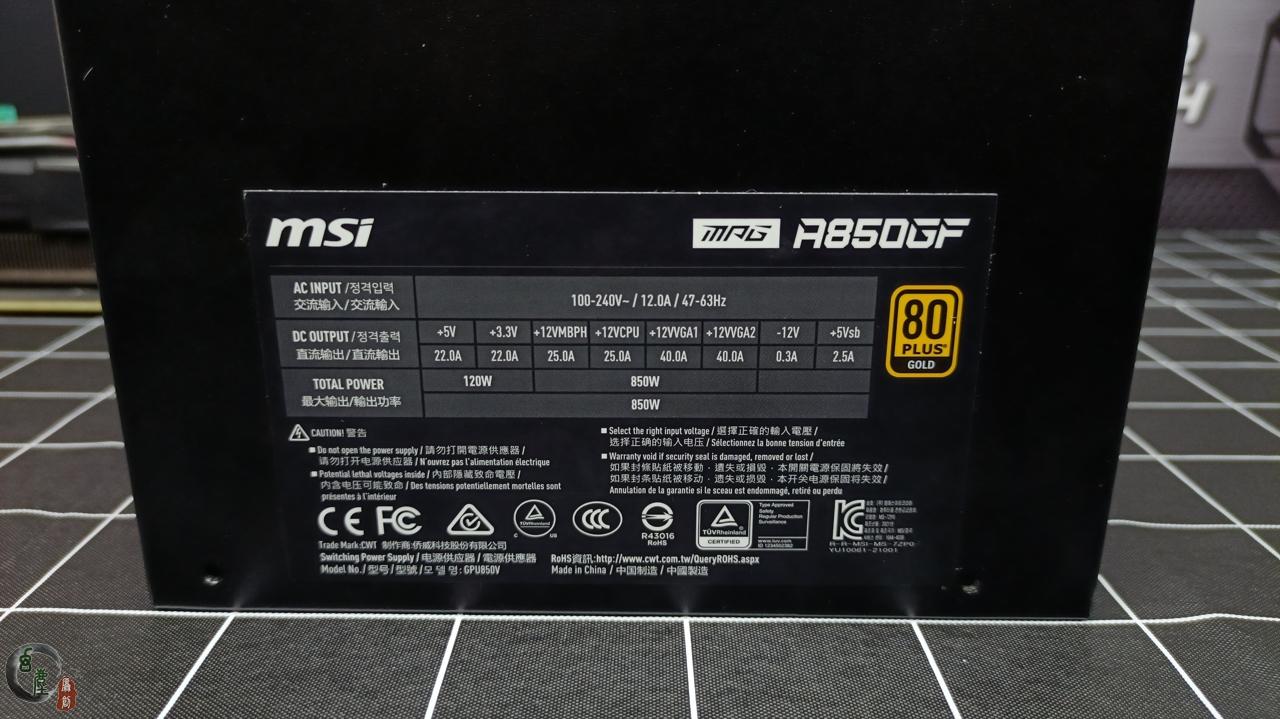 msi
MPG A850GF
AC INPUT /정격입력
交流输入/交流輸入
100-240V~ / 12.0A / 47-63Hz
DC OUTPUT /정격출력
直流输出/直流輸出
+5V +3.3V +12VMBPH +12VCPU +12VVGA1 +12VVGA2 -12V +5Vsb
22.0A 22.0A 25.0A 25.0A 40.0A 40.0A 0.3A 2.5A
TOTAL POWER
最大输出/輸出功率
120W 850W
850W
80
PLUS
GOLD
CAUTION! 警告
Do not open the power supply / 請勿打開電源供應器 /
请勿打开电源供应器 / N'ouvrez pas l'alimentation électrique
Potential lethal voltages inside / 內部隱藏致命電壓 /
内含电压可能致命 / Des tensions potentiellement mortelles sont
présentes à l'intérieur
Select the right input voltage / 選擇正確的輸入電壓 /
选择正确的输入电压 / Sélectionnez la bonne tension d'entrée
Warranty void if security seal is damaged, removed or lost /
如果封條貼紙被移動﹐遺失或損毀﹐本開關電源保固將失效 /
如果封条贴纸被移动﹐遗失或损毁﹐本开关电源保固将失效 /
Annulation de la garantie si le sceau est endommagé, retiré ou perdu
CE FC
TÜVRheinland
C US
CCC
R43016
RoHS
TÜVRheinland
CERTIFIED
Type Approved
Safety
Regular Production
Surveillance
www.tuv.com
KC
R-R-MSI-MS-7ZP0-
YU10061-21001
Trade Mark:CWT 制作商:侨威科技股份有限公司
Switching Power Supply / 电源供应器 / 電源供應器
Model No./ 型号/ 型號/ 모 델 명: GPU850V
RoHS資訊:http://www.cwt.com.tw/QueryROHS.aspx
Made in China / 中国制造 / 中國製造